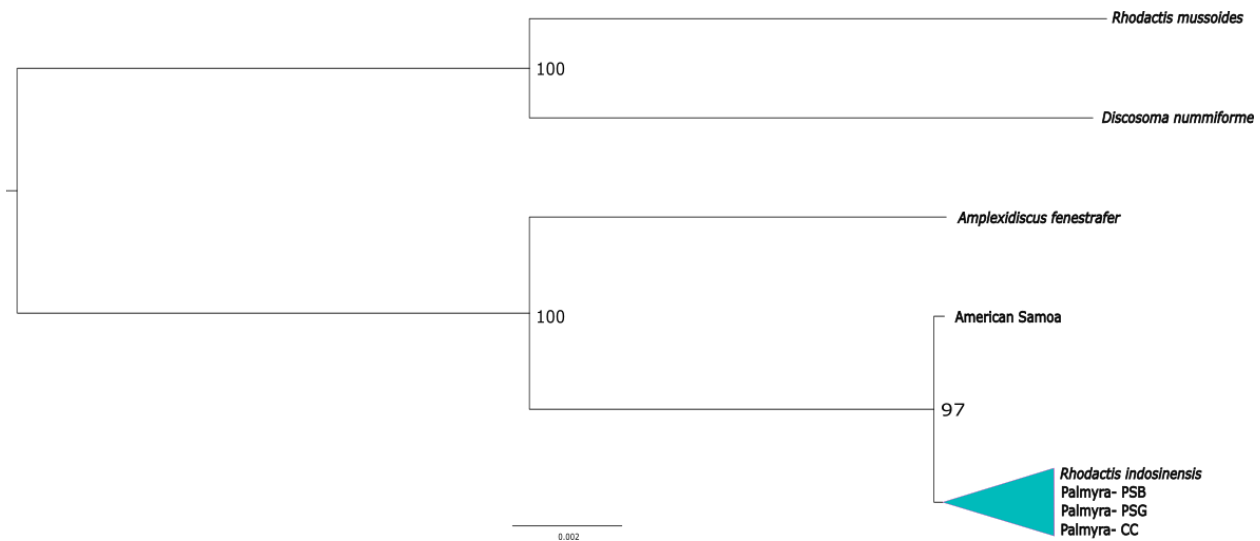 Rhodactis mussoides
100
Discosoma nummiforme
Amplexidiscus fenestrafer
100
American Samoa
97
Rhodactis indosinensis
Palmyra- PSB
Palmyra- PSG
Palmyra- CC
0.002